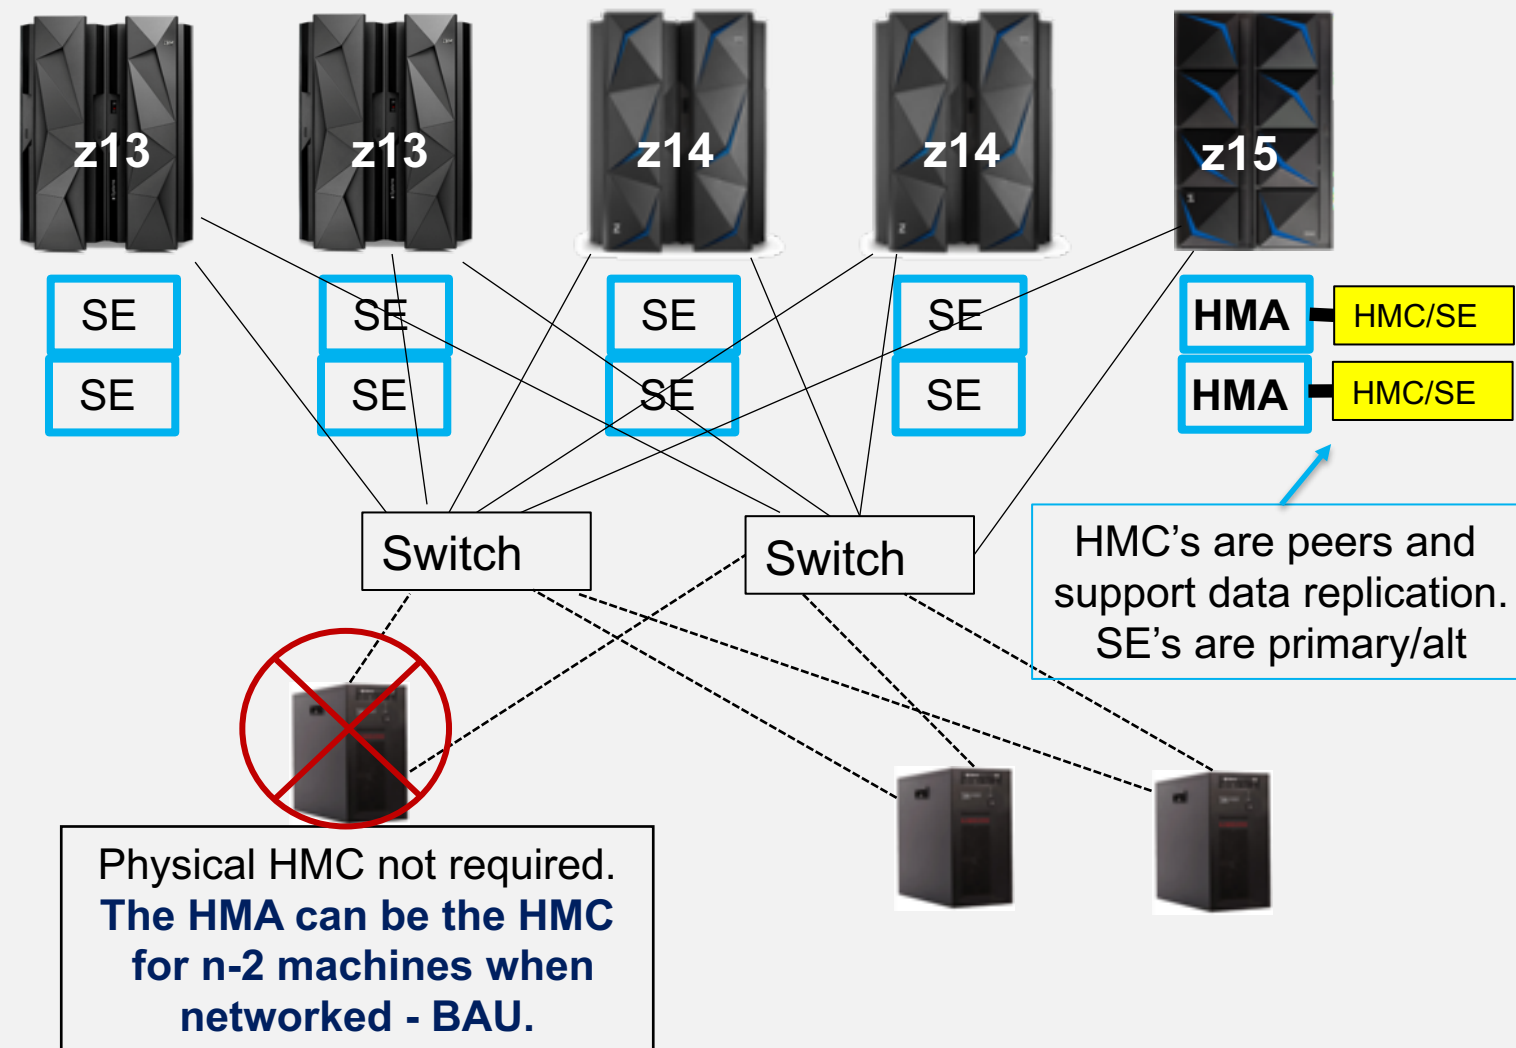 z13
z13
z14
z14
z15
SE
SE
SE
SE
HMA
HMC/SE
SE
SE
SE
SE
HMA
HMC/SE
Switch
Switch
HMC’s are peers and
support data replication.
SE’s are primary/alt
Physical HMC not required.
The HMA can be the HMC
for n-2 machines when
networked - BAU.